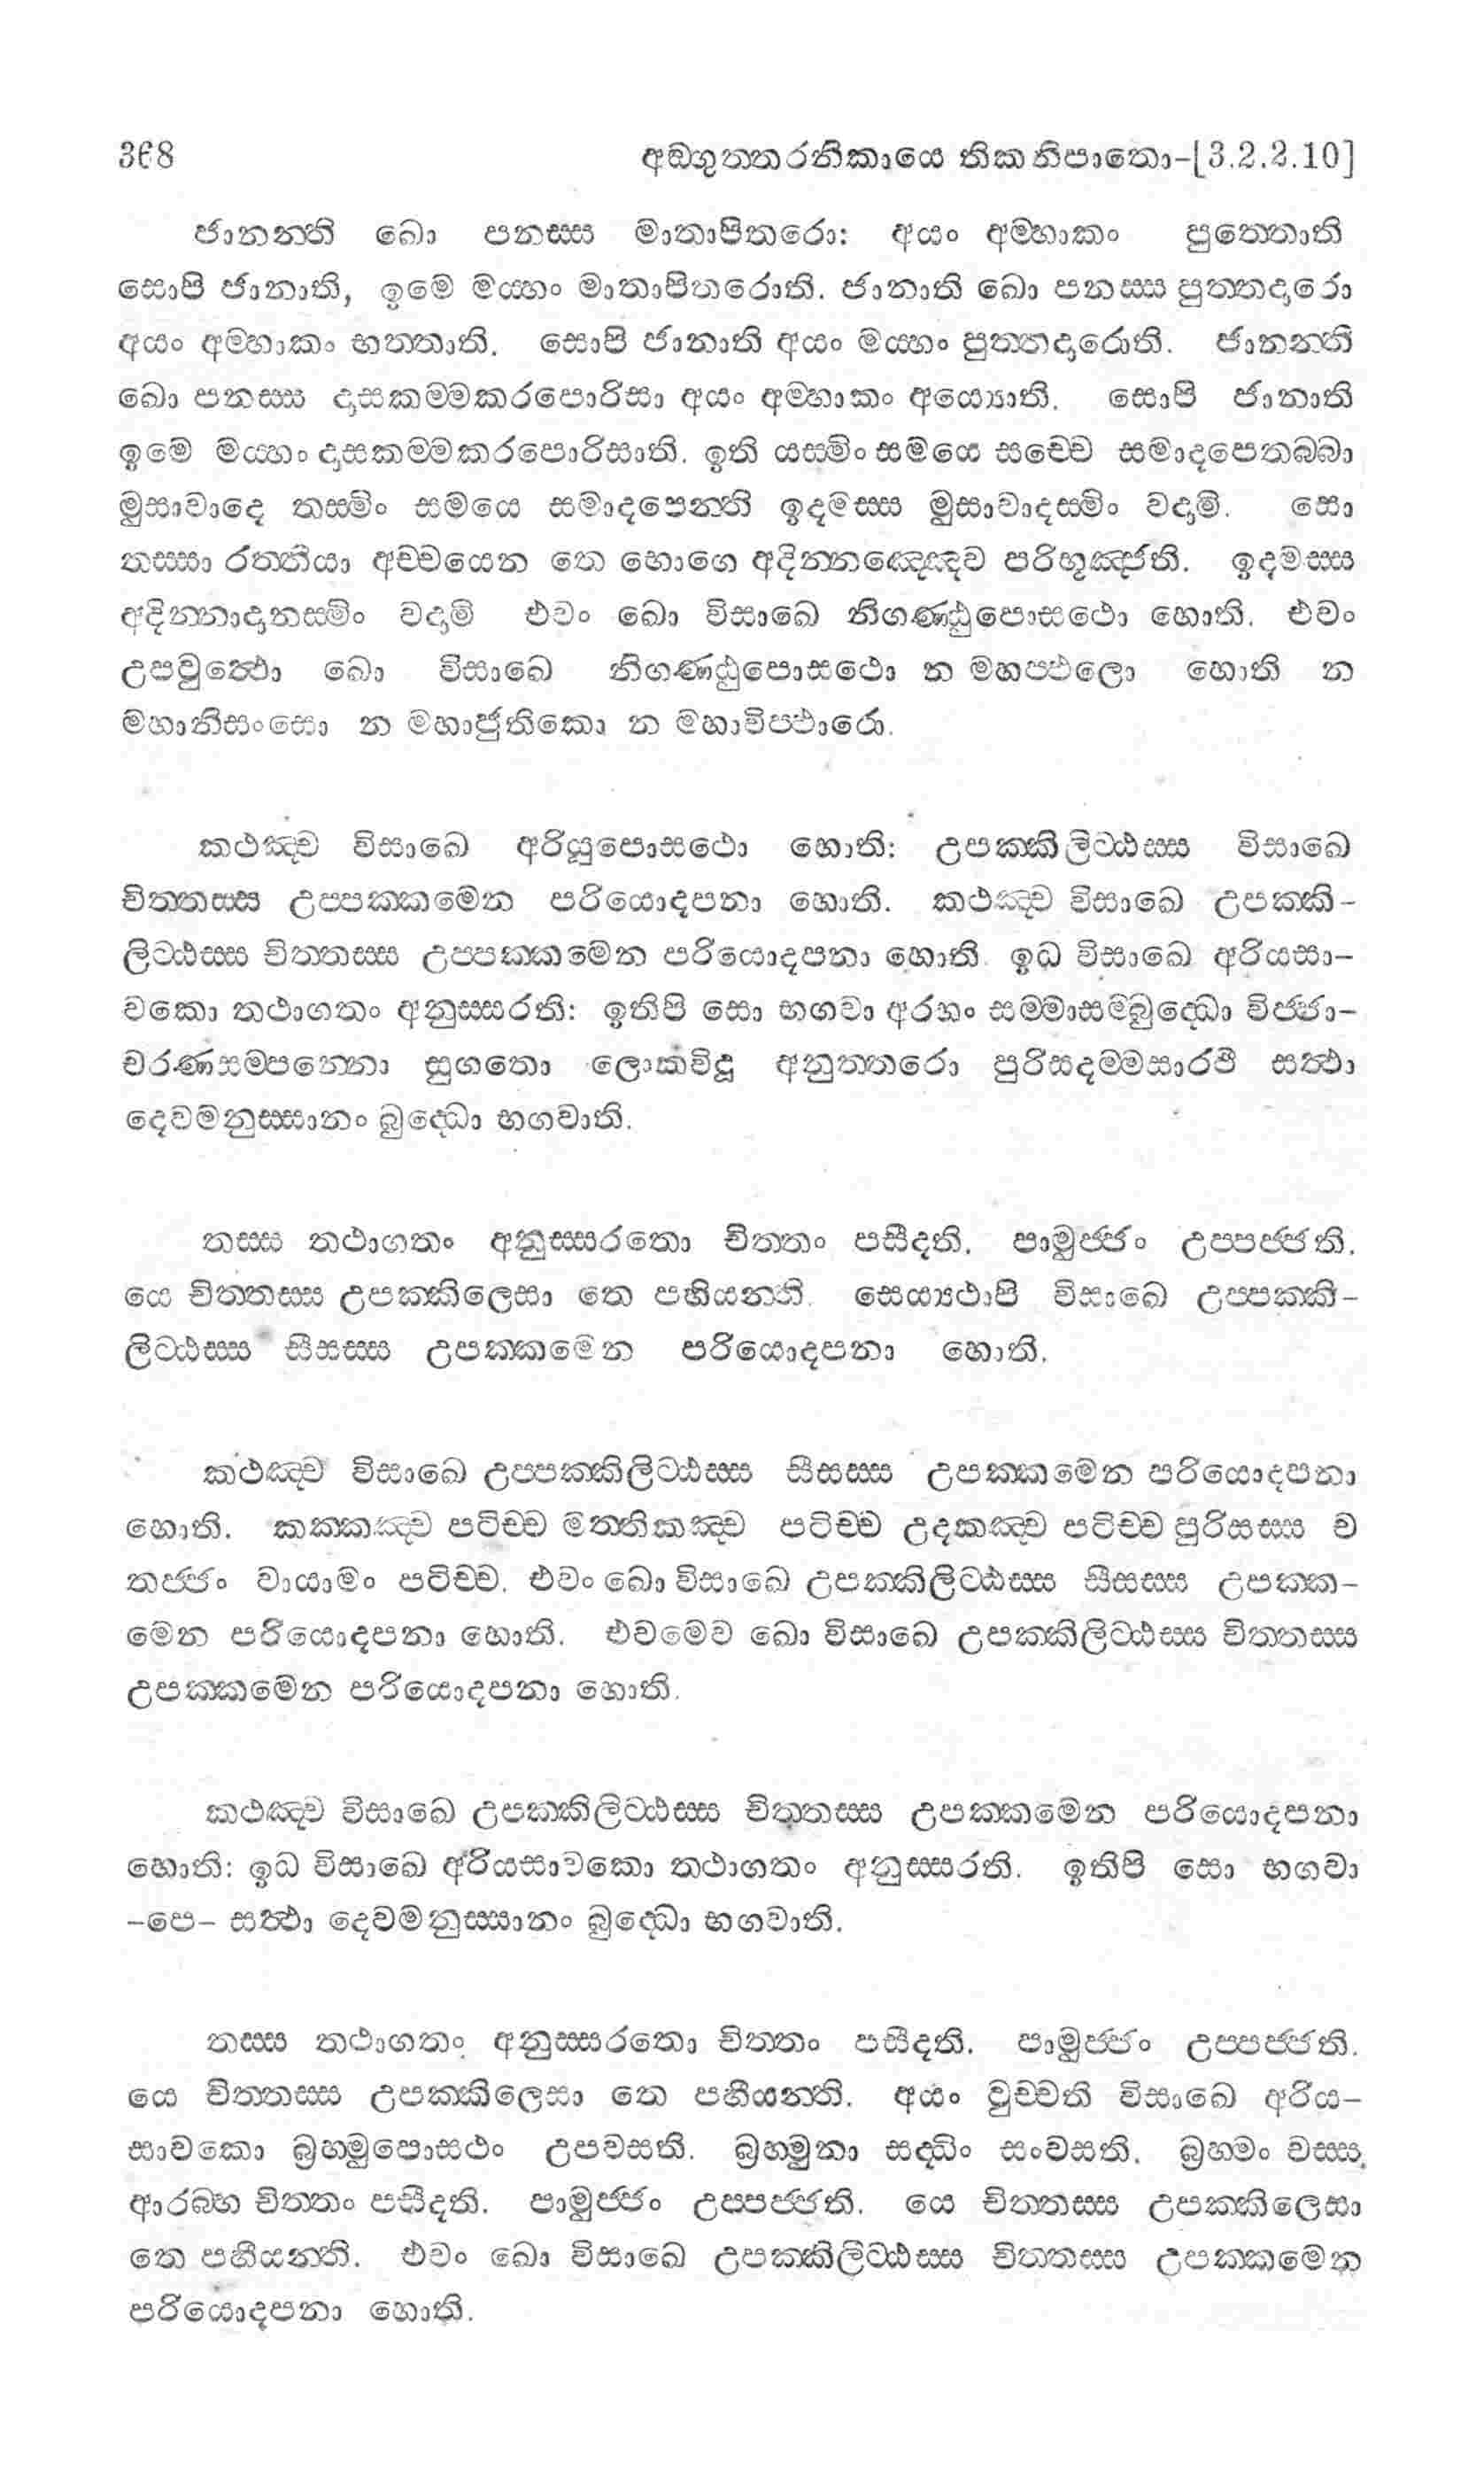 368 අඞ්ගුත්තරනිකායෙ තිකනිපාතො-[3.2.2.10]
ජානන්ති ඛො පනස්ස මාතාපිතරො: අයං අම්හාකං පුත්තොති
සොපි ජානාති, ඉමෙ මය්හං මාතාපිතරොති. ජානාති ඛො පනස්ස පුත්තදාරො
අයං අම්හාකං භත්තාති. සොපි ජානාති අයං මය්හං පුත්තදාරොති. ජානන්ති
ඛො පනස්ස දාසකම්මකරපොරිසා අයං අම්හාකං අය්යොති. සොපි ජානාති
ඉමෙ මය්හං දාසකම්මකරපොරිසාති. ඉති යස්මිං සමයෙ සච්චෙ සමාදපෙතබ්බා
මුසාවාදෙ තස්මිං සමයෙ සමාදපෙන්ති ඉදමස්ස මුසාවාදස්මිං වදාමි. සො
තස්සා රත්තියා අච්චයෙන තෙ භොගෙ අදින්නඤ්ඤෙව පරිභුඤ්ජති. ඉදමස්ස
අදින්නාදානස්මිං වදාමි එවං ඛො විසාඛෙ නිගණ්ඨුපොසථො හොති. එවං
උපවුත්ථො ඛො විසාඛෙ නිගණ්ඨුපොසථො න මහප්ඵලො හොති න
මහානිසංසො න මහාජුතිකො න මහාවිප්ඵාරො.
කථඤ්ච විසාඛෙ අරියුපොසථො හොති: උපක්කිලිට්ඨස්ස විසාඛෙ
චිත්තස්ස උප්පක්කමෙන පරියොදපනා හොති. කථඤ්ච විසාඛෙ උපක්කි-
ලිට්ඨස්ස චිත්තස්ස උප්පක්කමෙන පරියොදපනා හොති. ඉධ විසාඛෙ අරියසා-
වකො තථාගතං අනුස්සරති: ඉතිපි සො භගවා අරහං සම්මාසම්බුද්ධො විජ්ජා-
චරණසම්පන්නො සුගතො ලොකවිදූ අනුත්තරො පුරිසදම්මසාරථි සත්ථා
දෙවමනුස්සානං බුද්ධො භගවාති.
තස්ස තථාගතං අනුස්සරතො චිත්තං පසීදති. පාමුජ්ජං උප්පජ්ජති.
යෙ චිත්තස්ස උපක්කිලෙසා තෙ පහියන්ති. සෙය්යථාපි විසාඛෙ උප්පක්කි-
ලිට්ඨස්ස සීසස්ස උපක්කමෙන පරියොදපනා හොති.
කථඤ්ච විසාඛෙ උප්පක්කිලිට්ඨස්ස සීසස්ස උපක්කමෙන පරියොදපනා
හොති. කක්කඤ්ච පටිච්ච මත්තිකඤ්ච පටිච්ච උදකඤ්ච පටිච්ච පුරිසස්ස ච
තජ්ජං වායාමං පටිච්ච. එවං ඛො විසාඛෙ උපක්කිලිට්ඨස්ස සීසස්ස උපක්ක-
මෙන පරියොදපනා හොති. එවමෙව ඛො විසාඛෙ උපක්කිලිට්ඨස්ස චිත්තස්ස
උපක්කමෙන පරියොදපනා හොති.
කථඤ්ච විසාඛෙ උපක්කිලිට්ඨස්ස චිත්තස්ස උපක්කමෙන පරියොදපනා
හොති: ඉධ විසාඛෙ අරියසාවකො තථාගතං අනුස්සරති. ඉතිපි සො භගවා
-පෙ- සත්ථා දෙවමනුස්සානං බුද්ධො භගවාති.
තස්ස තථාගතං අනුස්සරතො චිත්තං පසීදති. පාමුජ්ජං උප්පජ්ජති.
යෙ චිත්තස්ස උපක්කිලෙසා තෙ පහීයන්ති. අයං වුච්චති විසාඛෙ අරිය-
සාවකො බ්‍රහ්මුපොසථං උපවසති. බ්‍රහ්මුනා සද්ධිං සංවසති. බ්‍රහ්මං චස්ස
ආරබ්භ චිත්තං පසීදති. පාමුජ්ජං උප්පජ්ජති. යෙ චිත්තස්ස උපක්කිලෙසා
තෙ පහීයන්ති. එවං ඛො විසාඛෙ උපක්කිලිට්ඨස්ස චිත්තස්ස උපක්කමෙන
පරියොදපනා හොති.